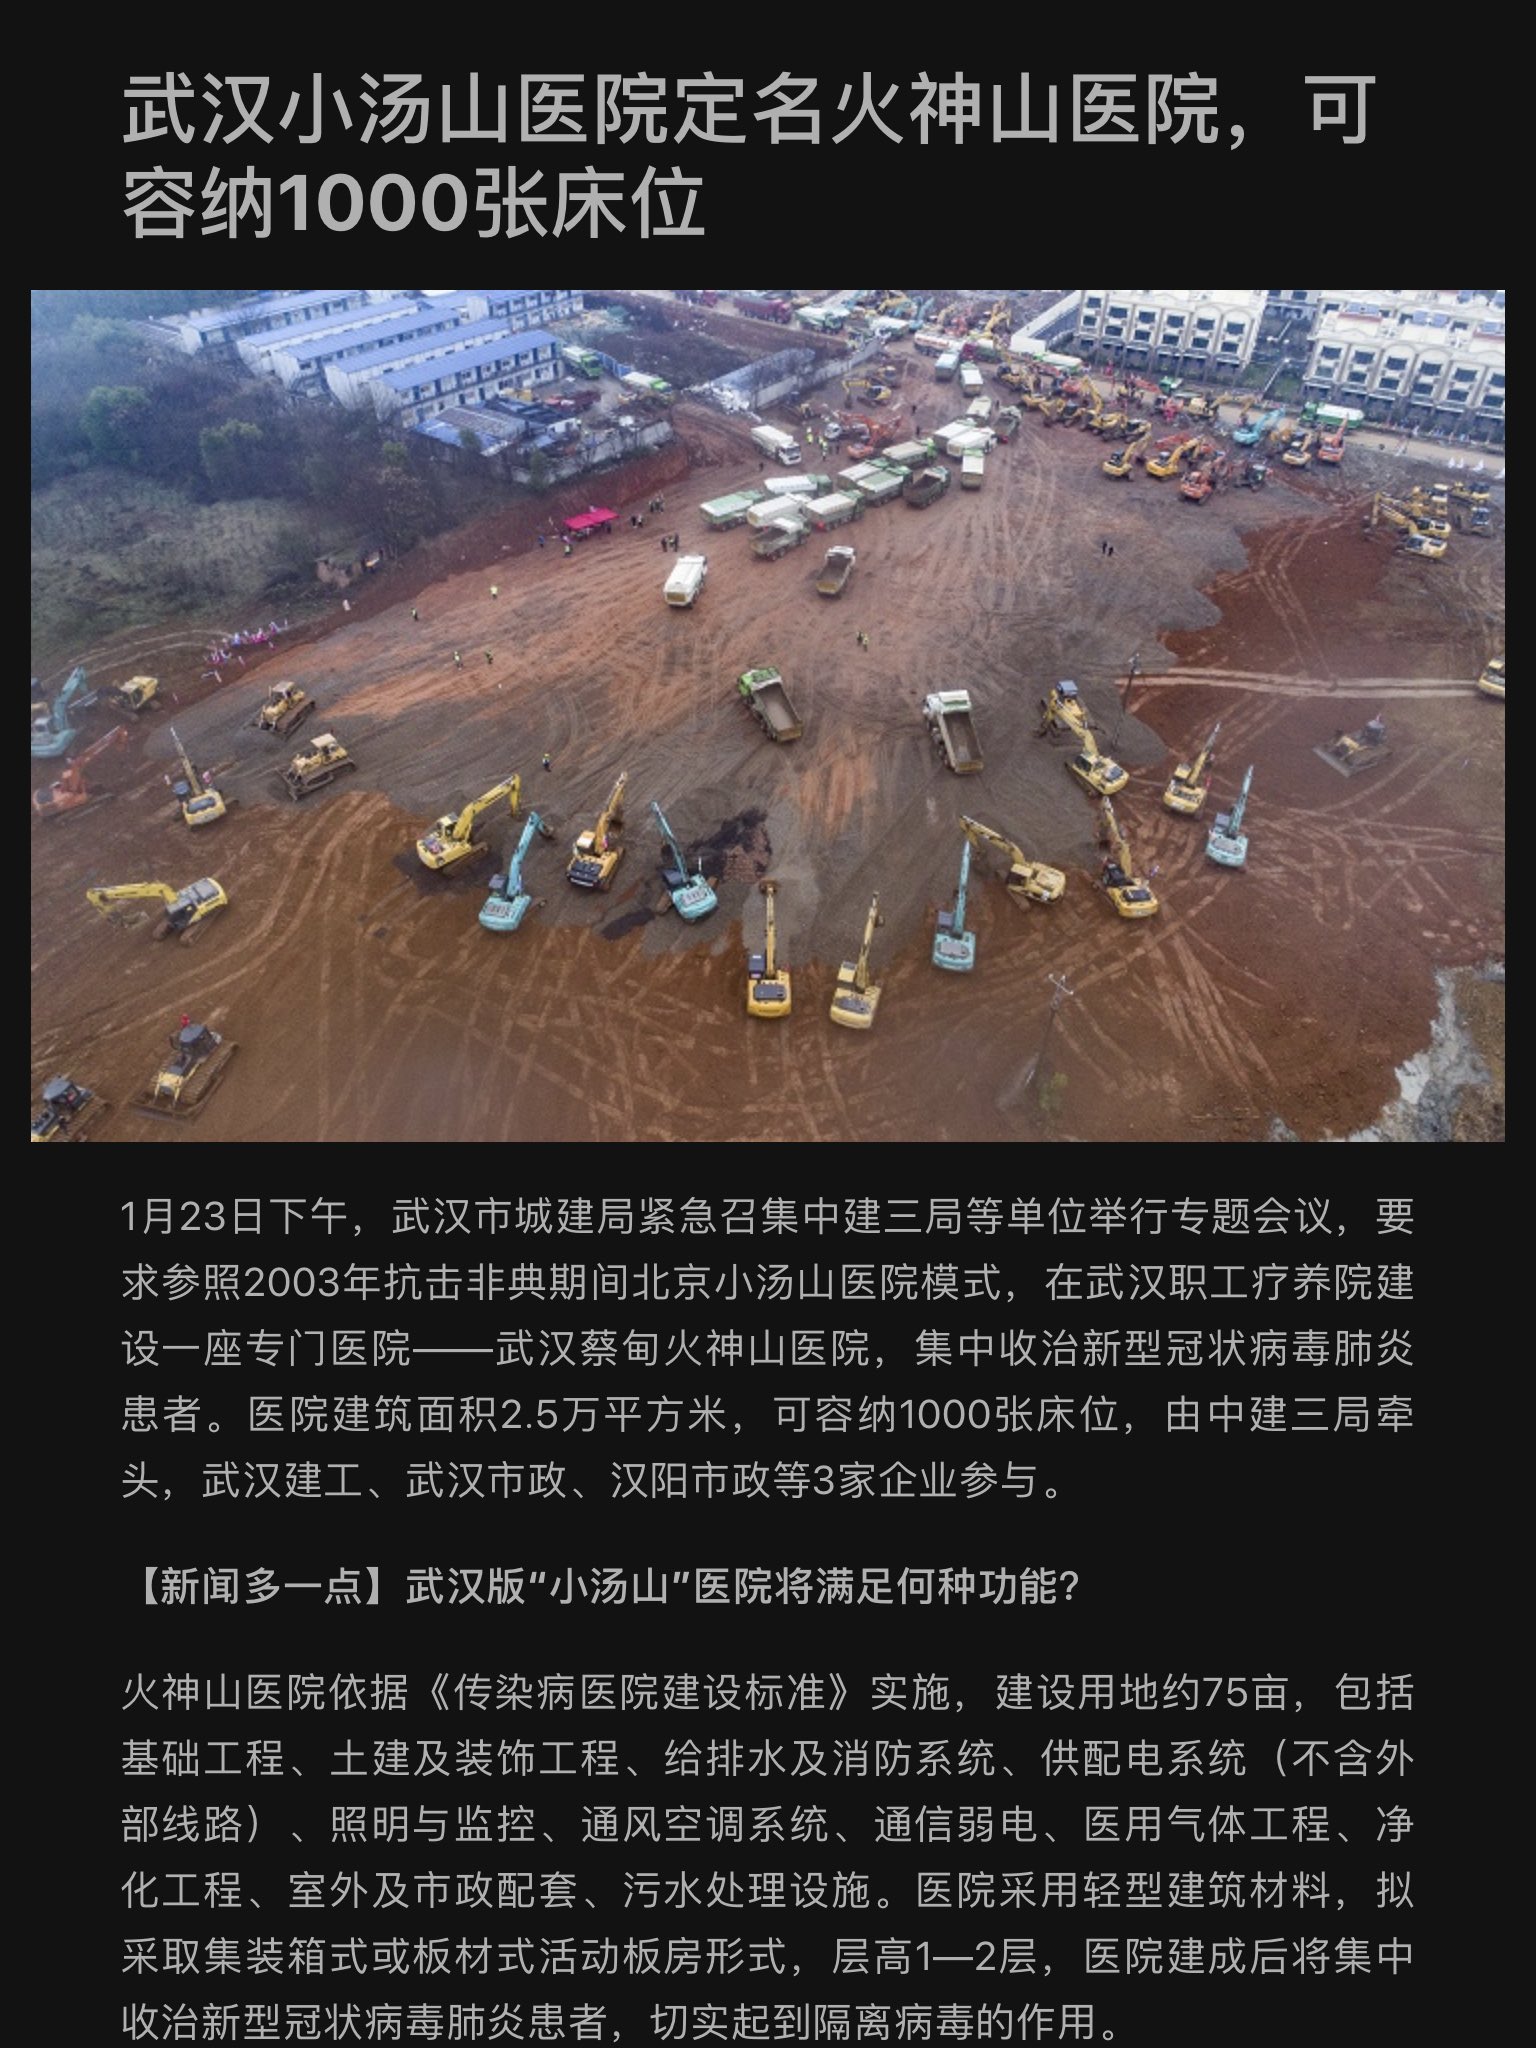 武汉小汤山医院定名火神山医院，可
容纳1000张床位
1月23日下午，武汉市城建局紧急召集中建三局等单位举行专题会议，要
求参照2003年抗击非典期间北京小汤山医院模式，在武汉职工疗养院建
设一座专门医院——武汉蔡甸火神山医院，集中收治新型冠状病毒肺炎
患者。医院建筑面积2.5万平方米，可容纳1000张床位，由中建三局牵
头，武汉建工、武汉市政、汉阳市政等3家企业参与。
【新闻多一点】武汉版“小汤山”医院将满足何种功能?
火神山医院依据《传染病医院建设标准》实施，建设用地约75亩，包括
基础工程、土建及装饰工程、给排水及消防系统、供配电系统（不含外
部线路）、照明与监控、通风空调系统、通信弱电、医用气体工程、净
化工程、室外及市政配套、污水处理设施。医院采用轻型建筑材料，拟
采取集装箱式或板材式活动板房形式，层高1—2层，医院建成后将集中
收治新型冠状病毒肺炎患者，切实起到隔离病毒的作用。